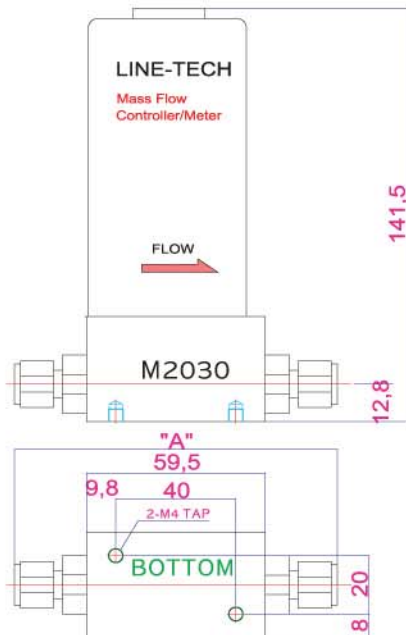 LINE-TECH
Mass Flow
Controller/Meter
141,5
FLOW
M2030
12,8
"A"
59,5
9,8 40
2-M4 TAP
BOTTOM
20
8